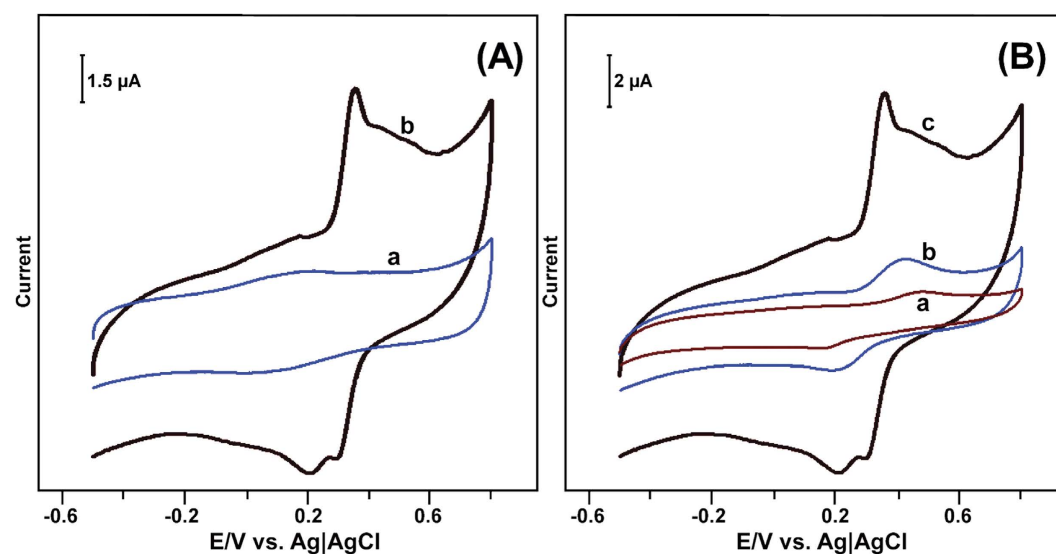 (A)
1.5 µA
b
a
Current
-0.6 -0.2 0.2 0.6
E/V vs. Ag|AgCl
(B)
2 µA
c
b
a
Current
-0.6 -0.2 0.2 0.6
E/V vs. Ag|AgCl